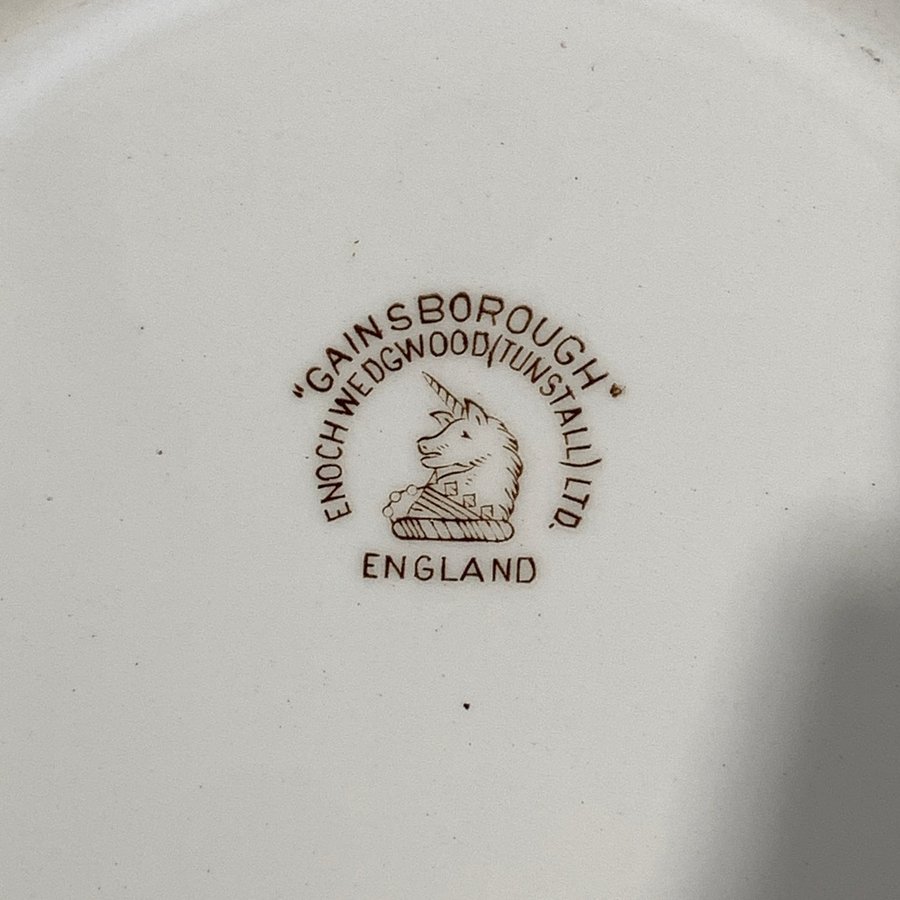 "GAINSBOROUGH"
ENOCH WEDGWOOD (TUNSTALL) LTD.
ENGLAND